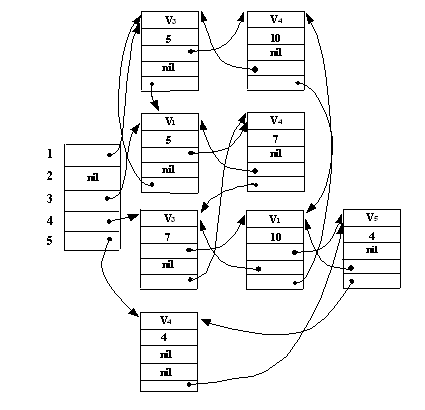 V3 V4
5 10
nil
nil
V1 V4
5 7
1 nil
2 nil
nil
3
V3 V1 V5
4 7 10 4
5 nil
nil
V4
4
nil
nil